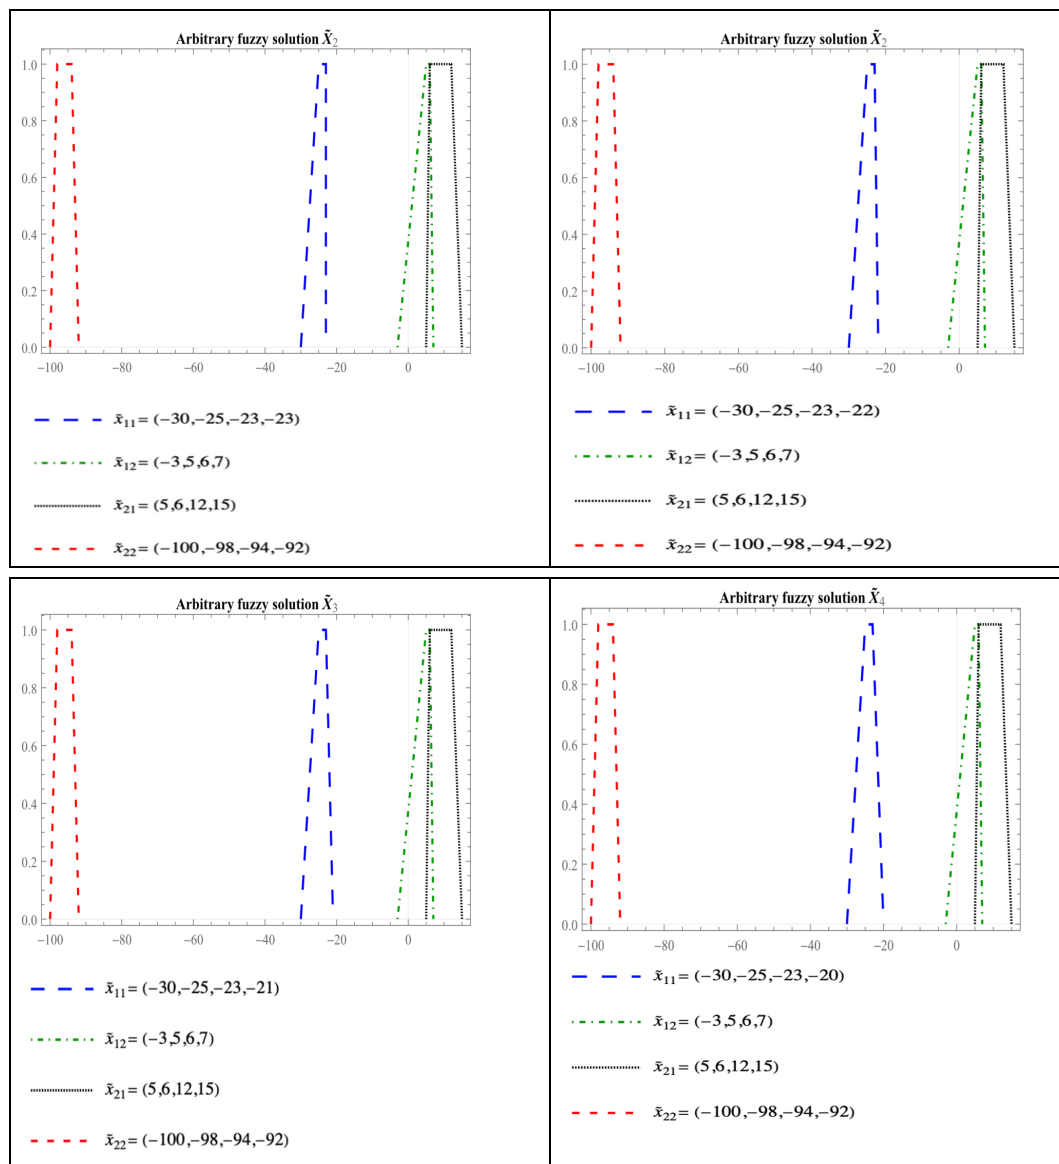 Arbitrary fuzzy solution X̃₂
1.0
0.8
0.6
0.4
0.2
0.0
−100 −80 −60 −40 −20 0
x̃₁₁= (−30,−25,−23,−23)
x̃₁₂= (−3,5,6,7)
x̃₂₁= (5,6,12,15)
x̃₂₂= (−100,−98,−94,−92)
Arbitrary fuzzy solution X̃₂
1.0
0.8
0.6
0.4
0.2
0.0
−100 −80 −60 −40 −20 0
x̃₁₁= (−30,−25,−23,−22)
x̃₁₂= (−3,5,6,7)
x̃₂₁= (5,6,12,15)
x̃₂₂= (−100,−98,−94,−92)
Arbitrary fuzzy solution X̃₃
1.0
0.8
0.6
0.4
0.2
0.0
−100 −80 −60 −40 −20 0
x̃₁₁= (−30,−25,−23,−21)
x̃₁₂= (−3,5,6,7)
x̃₂₁= (5,6,12,15)
x̃₂₂= (−100,−98,−94,−92)
Arbitrary fuzzy solution X̃₄
1.0
0.8
0.6
0.4
0.2
0.0
−100 −80 −60 −40 −20 0
x̃₁₁= (−30,−25,−23,−20)
x̃₁₂= (−3,5,6,7)
x̃₂₁= (5,6,12,15)
x̃₂₂= (−100,−98,−94,−92)